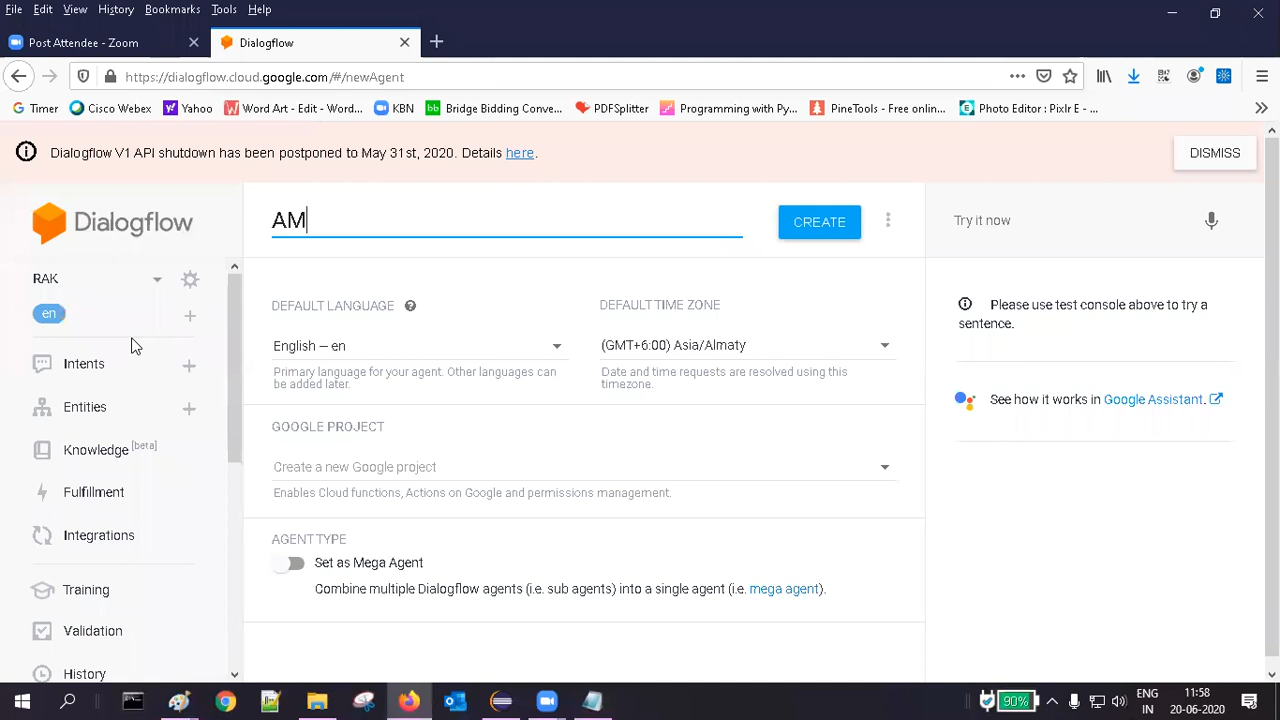 File Edit View History Bookmarks Tools Help
Post Attendee - Zoom
Dialogflow
https://dialogflow.cloud.google.com/#/newAgent
Timer Cisco Webex Yahoo Word Art - Edit - Word... KBN Bridge Bidding Conve... PDFSplitter Programming with Py... PineTools - Free onlin... Photo Editor : Pixlr E - ...
Dialogflow V1 API shutdown has been postponed to May 31st, 2020. Details here.
DISMISS
Dialogflow
RAK
en
Intents
Entities
Knowledge [beta]
Fulfillment
Integrations
Training
Validation
History
AM
CREATE
DEFAULT LANGUAGE
English – en
Primary language for your agent. Other languages can
be added later.
DEFAULT TIME ZONE
(GMT+6:00) Asia/Almaty
Date and time requests are resolved using this
timezone.
GOOGLE PROJECT
Create a new Google project
Enables Cloud functions, Actions on Google and permissions management.
AGENT TYPE
Set as Mega Agent
Combine multiple Dialogflow agents (i.e. sub agents) into a single agent (i.e. mega agent).
Try it now
Please use test console above to try a
sentence.
See how it works in Google Assistant.
90%
ENG
IN
11:58
20-06-2020